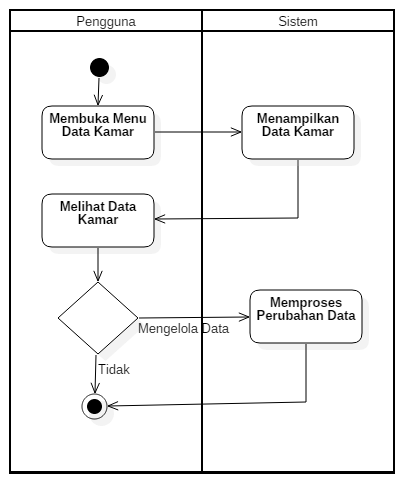 Pengguna
Sistem
Membuka Menu
Data Kamar
Menampilkan
Data Kamar
Melihat Data
Kamar
Mengelola Data
Memproses
Perubahan Data
Tidak